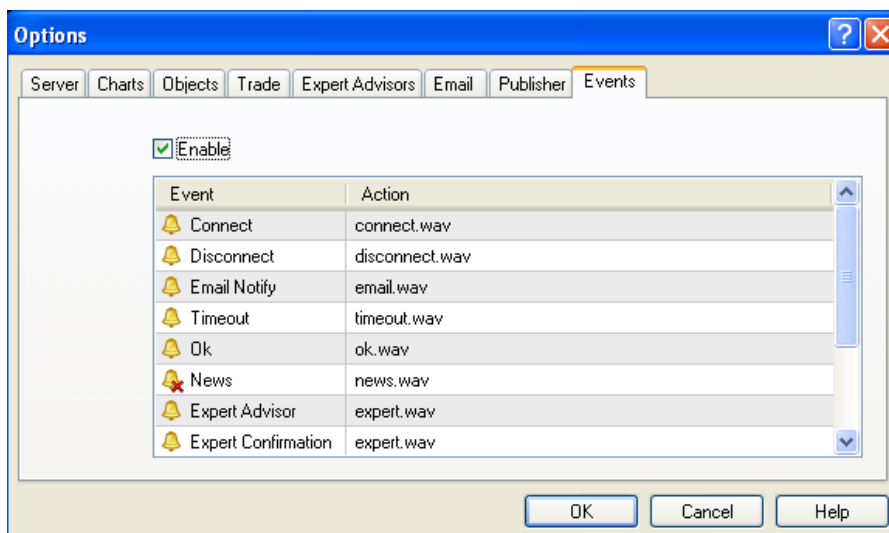 Options
Server Charts Objects Trade Expert Advisors Email Publisher Events
Enable
Event Action
Connect connect.wav
Disconnect disconnect.wav
Email Notify email.wav
Timeout timeout.wav
Ok ok.wav
News news.wav
Expert Advisor expert.wav
Expert Confirmation expert.wav
OK Cancel Help